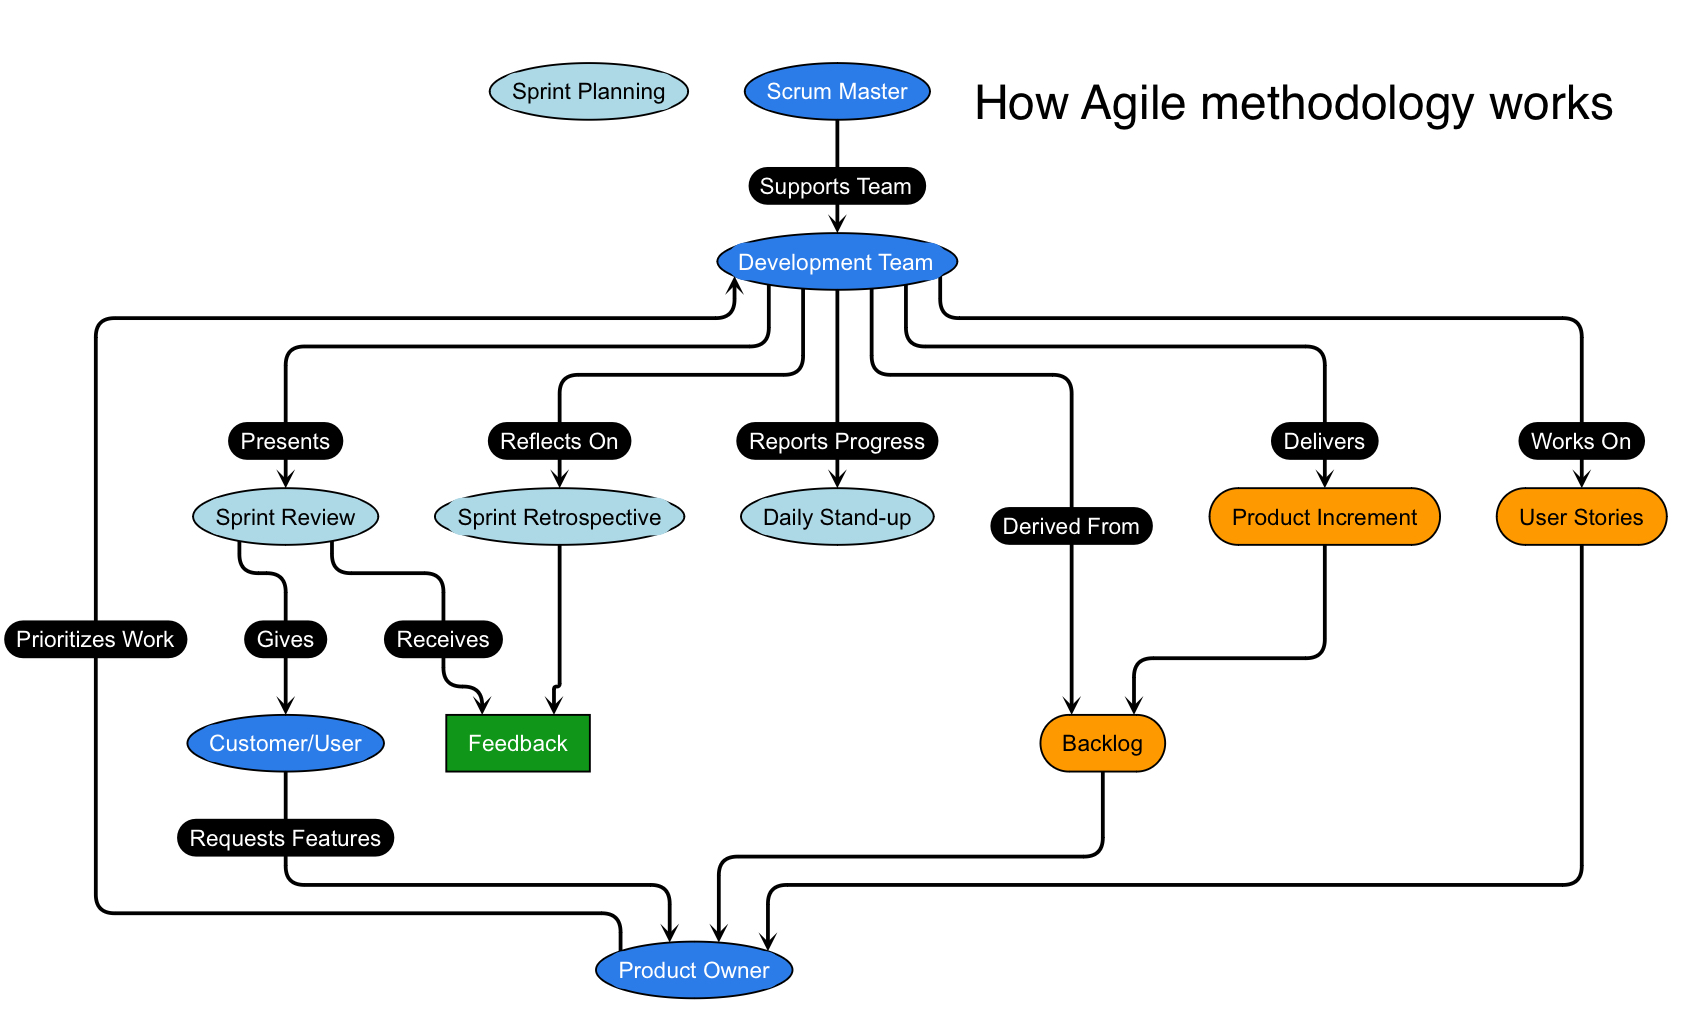 Sprint Planning
Scrum Master
How Agile methodology works
Supports Team
Development Team
Presents
Reflects On
Reports Progress
Delivers
Works On
Sprint Review
Sprint Retrospective
Daily Stand-up
Derived From
Product Increment
User Stories
Prioritizes Work
Gives
Receives
Customer/User
Feedback
Backlog
Requests Features
Product Owner